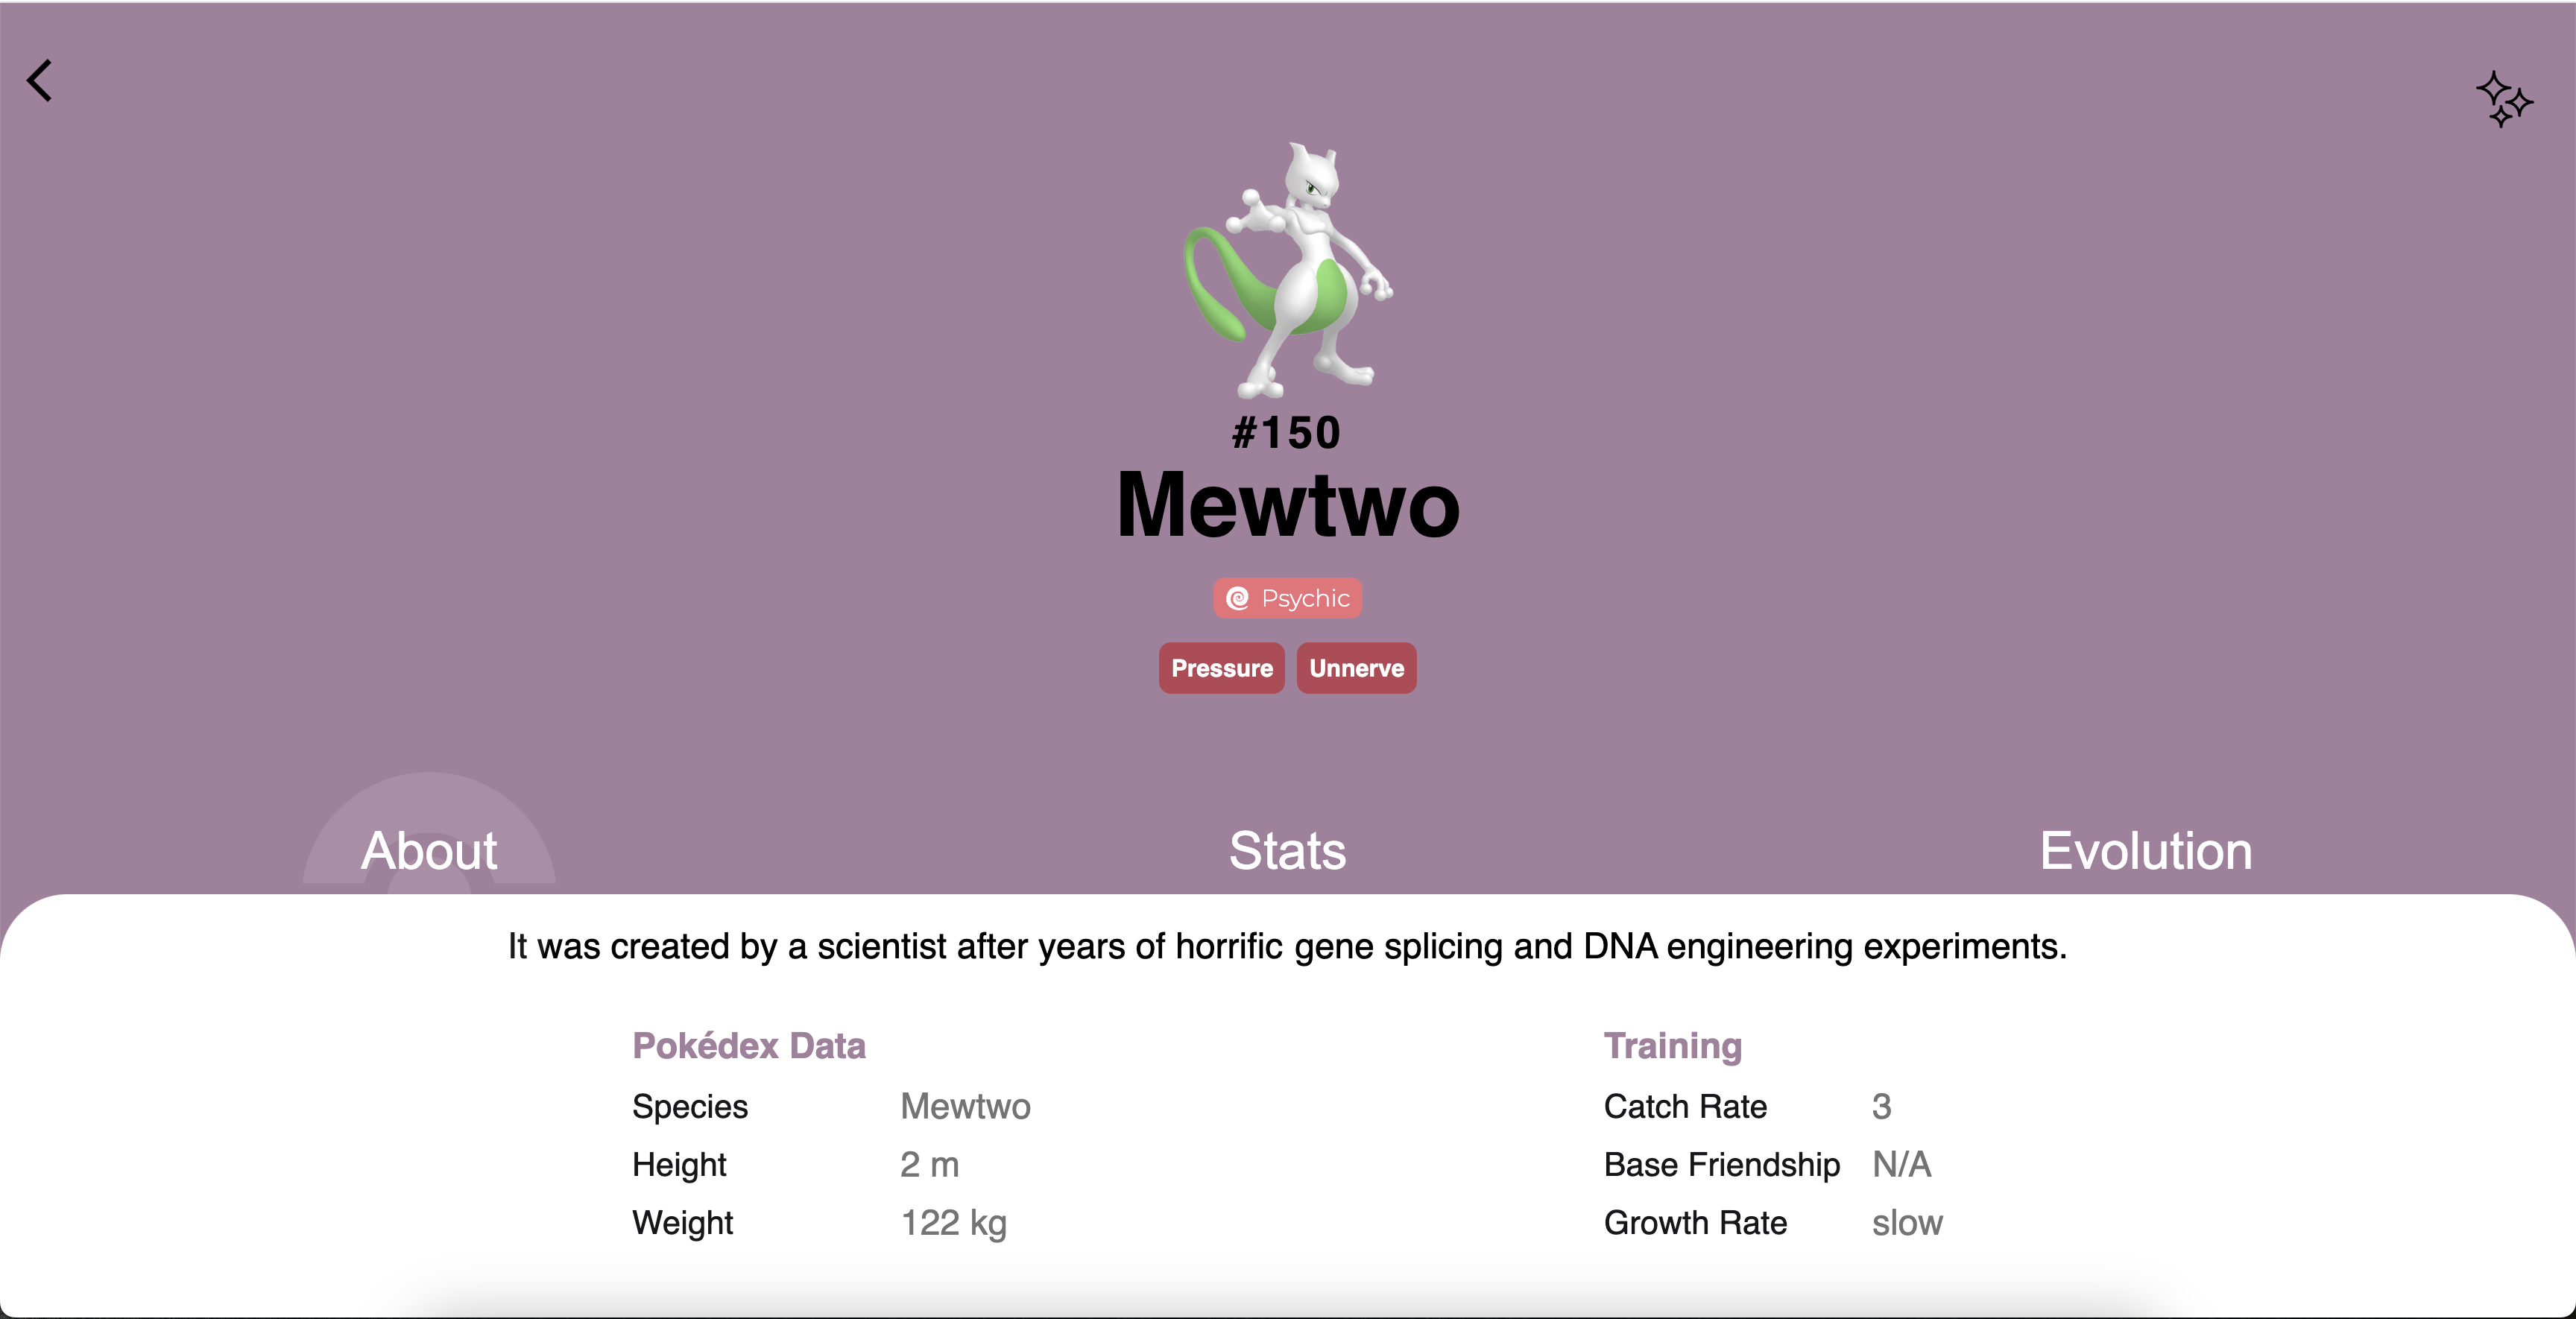 #150
Mewtwo
Psychic
Pressure Unnerve
About Stats Evolution
It was created by a scientist after years of horrific gene splicing and DNA engineering experiments.
Pokédex Data
Species Mewtwo
Height 2 m
Weight 122 kg
Training
Catch Rate 3
Base Friendship N/A
Growth Rate slow